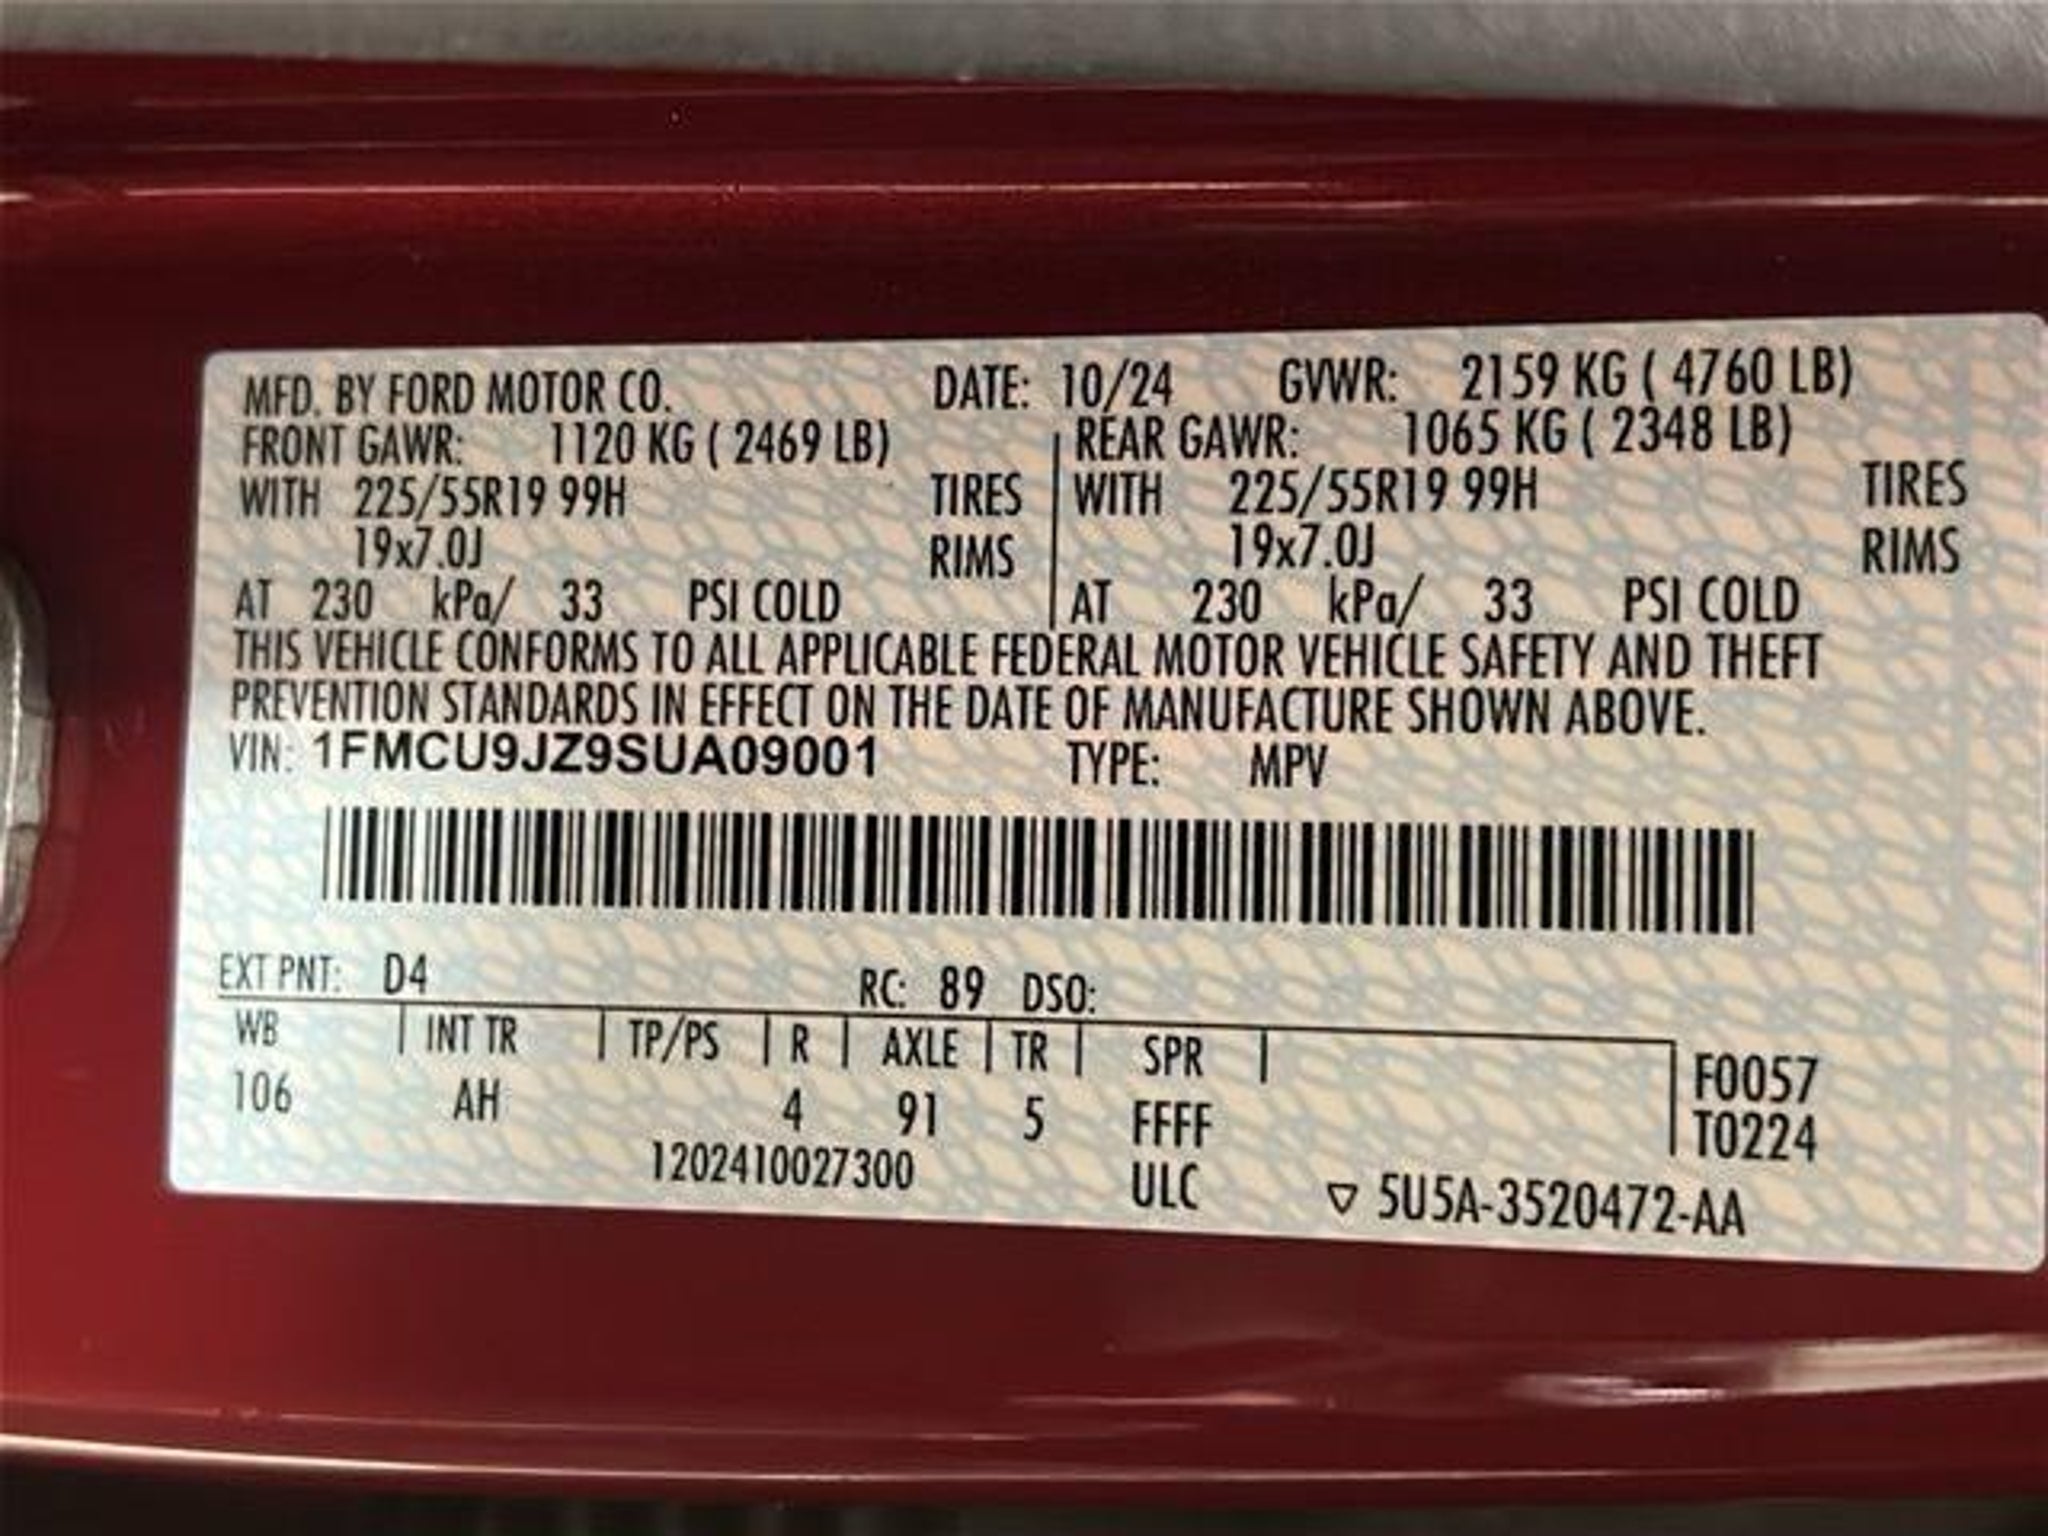 MFD. BY FORD MOTOR CO. DATE: 10/24 GVWR: 2159 KG ( 4760 LB)
FRONT GAWR: 1120 KG ( 2469 LB) REAR GAWR: 1065 KG ( 2348 LB)
WITH 225/55R19 99H TIRES WITH 225/55R19 99H TIRES
19x7.0J RIMS 19x7.0J RIMS
AT 230 kPa/ 33 PSI COLD AT 230 kPa/ 33 PSI COLD
THIS VEHICLE CONFORMS TO ALL APPLICABLE FEDERAL MOTOR VEHICLE SAFETY AND THEFT
PREVENTION STANDARDS IN EFFECT ON THE DATE OF MANUFACTURE SHOWN ABOVE.
VIN: 1FMCU9JZ9SUA09001 TYPE: MPV
EXT PNT: D4 RC: 89 DSO:
WB | INT TR | TP/PS | R | AXLE | TR | SPR | F0057
106 AH 4 91 5 FFFF T0224
1202410027300 ULC ▽ 5U5A-3520472-AA